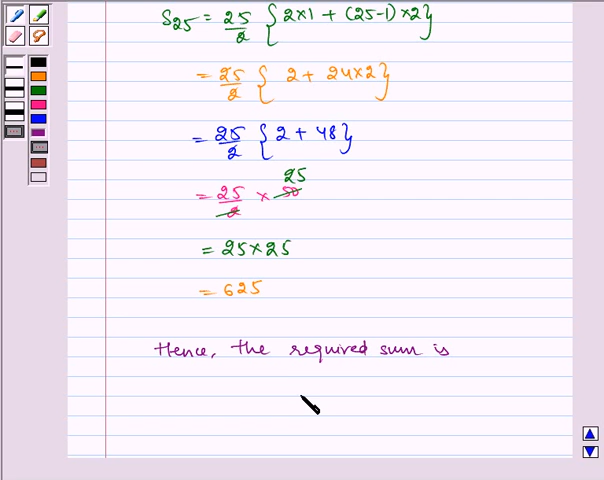 S₂₅ = 25/2 { 2×1 + (25-1)×2}
= 25/2 { 2 + 24×2}
= 25/2 { 2 + 48}
25
= 25/2 × 50
= 25×25
= 625
Hence, the required sum is